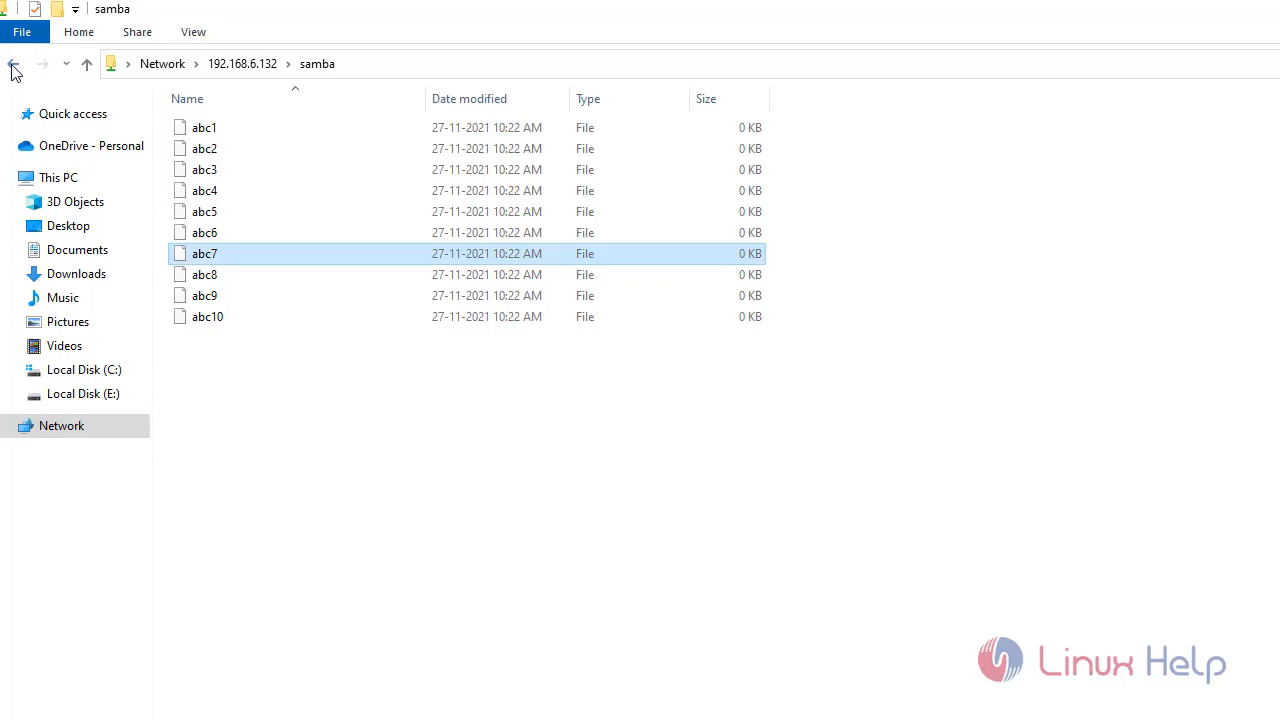 samba
File Home Share View
Network 192.168.6.132 samba
Name Date modified Type Size
Quick access
OneDrive - Personal
This PC
3D Objects
Desktop
Documents
Downloads
Music
Pictures
Videos
Local Disk (C:)
Local Disk (E:)
Network
abc1 27-11-2021 10:22 AM File 0 KB
abc2 27-11-2021 10:22 AM File 0 KB
abc3 27-11-2021 10:22 AM File 0 KB
abc4 27-11-2021 10:22 AM File 0 KB
abc5 27-11-2021 10:22 AM File 0 KB
abc6 27-11-2021 10:22 AM File 0 KB
abc7 27-11-2021 10:22 AM File 0 KB
abc8 27-11-2021 10:22 AM File 0 KB
abc9 27-11-2021 10:22 AM File 0 KB
abc10 27-11-2021 10:22 AM File 0 KB
Linux Help